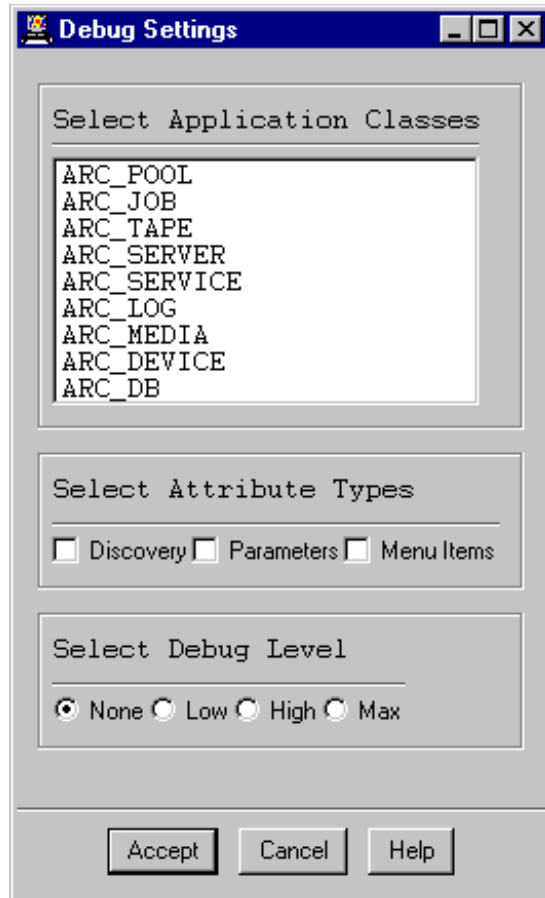 Debug Settings
Select Application Classes
ARC_POOL
ARC_JOB
ARC_TAPE
ARC_SERVER
ARC_SERVICE
ARC_LOG
ARC_MEDIA
ARC_DEVICE
ARC_DB
Select Attribute Types
Discovery Parameters Menu Items
Select Debug Level
None Low High Max
Accept Cancel Help